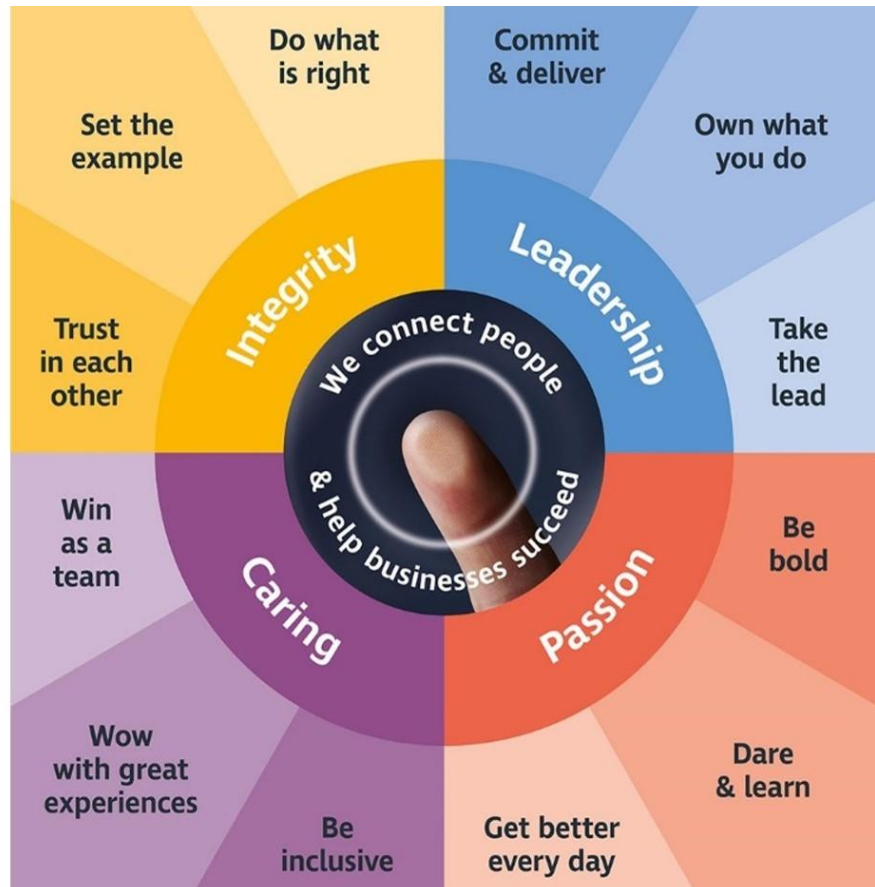 Do what
is right
Commit
& deliver
Set the
example
Own what
you do
Integrity
Leadership
Trust
in each
other
Take
the
lead
We connect people
& help businesses succeed
Win
as a
team
Be
bold
Caring
Passion
Wow
with great
experiences
Dare
& learn
Be
inclusive
Get better
every day